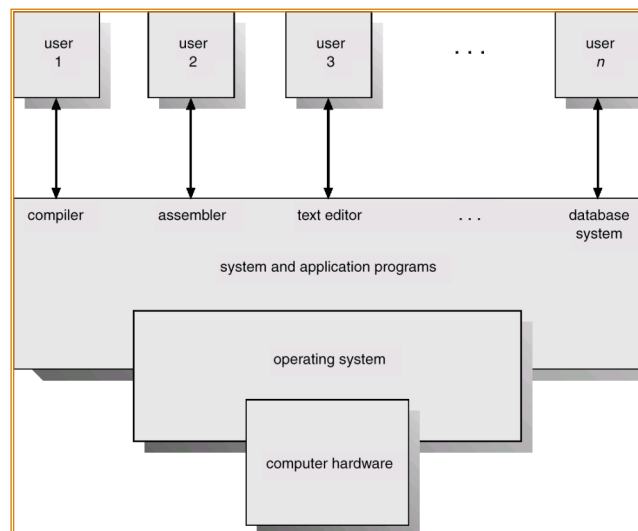 user
1
user
2
user
3
. . .
user
n
compiler
assembler
text editor
. . .
database
system
system and application programs
operating system
computer hardware